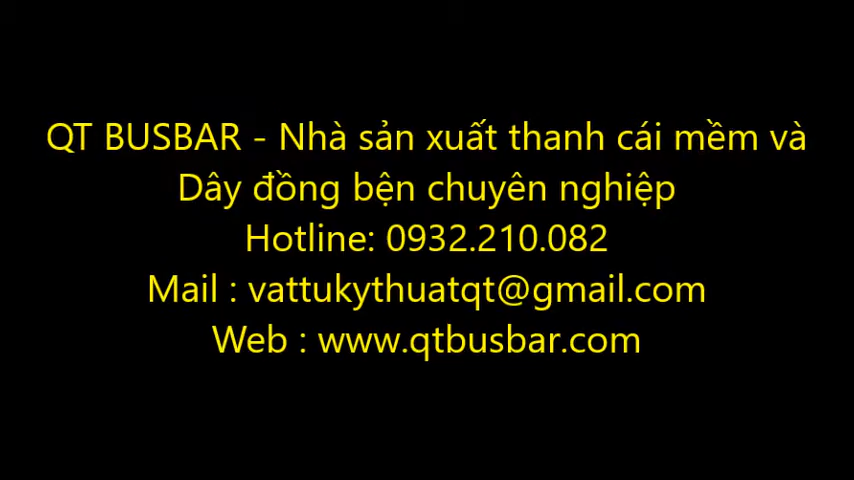 QT BUSBAR - Nhà sản xuất thanh cái mềm và
Dây đồng bện chuyên nghiệp
Hotline: 0932.210.082
Mail : vattukythuatqt@gmail.com
Web : www.qtbusbar.com